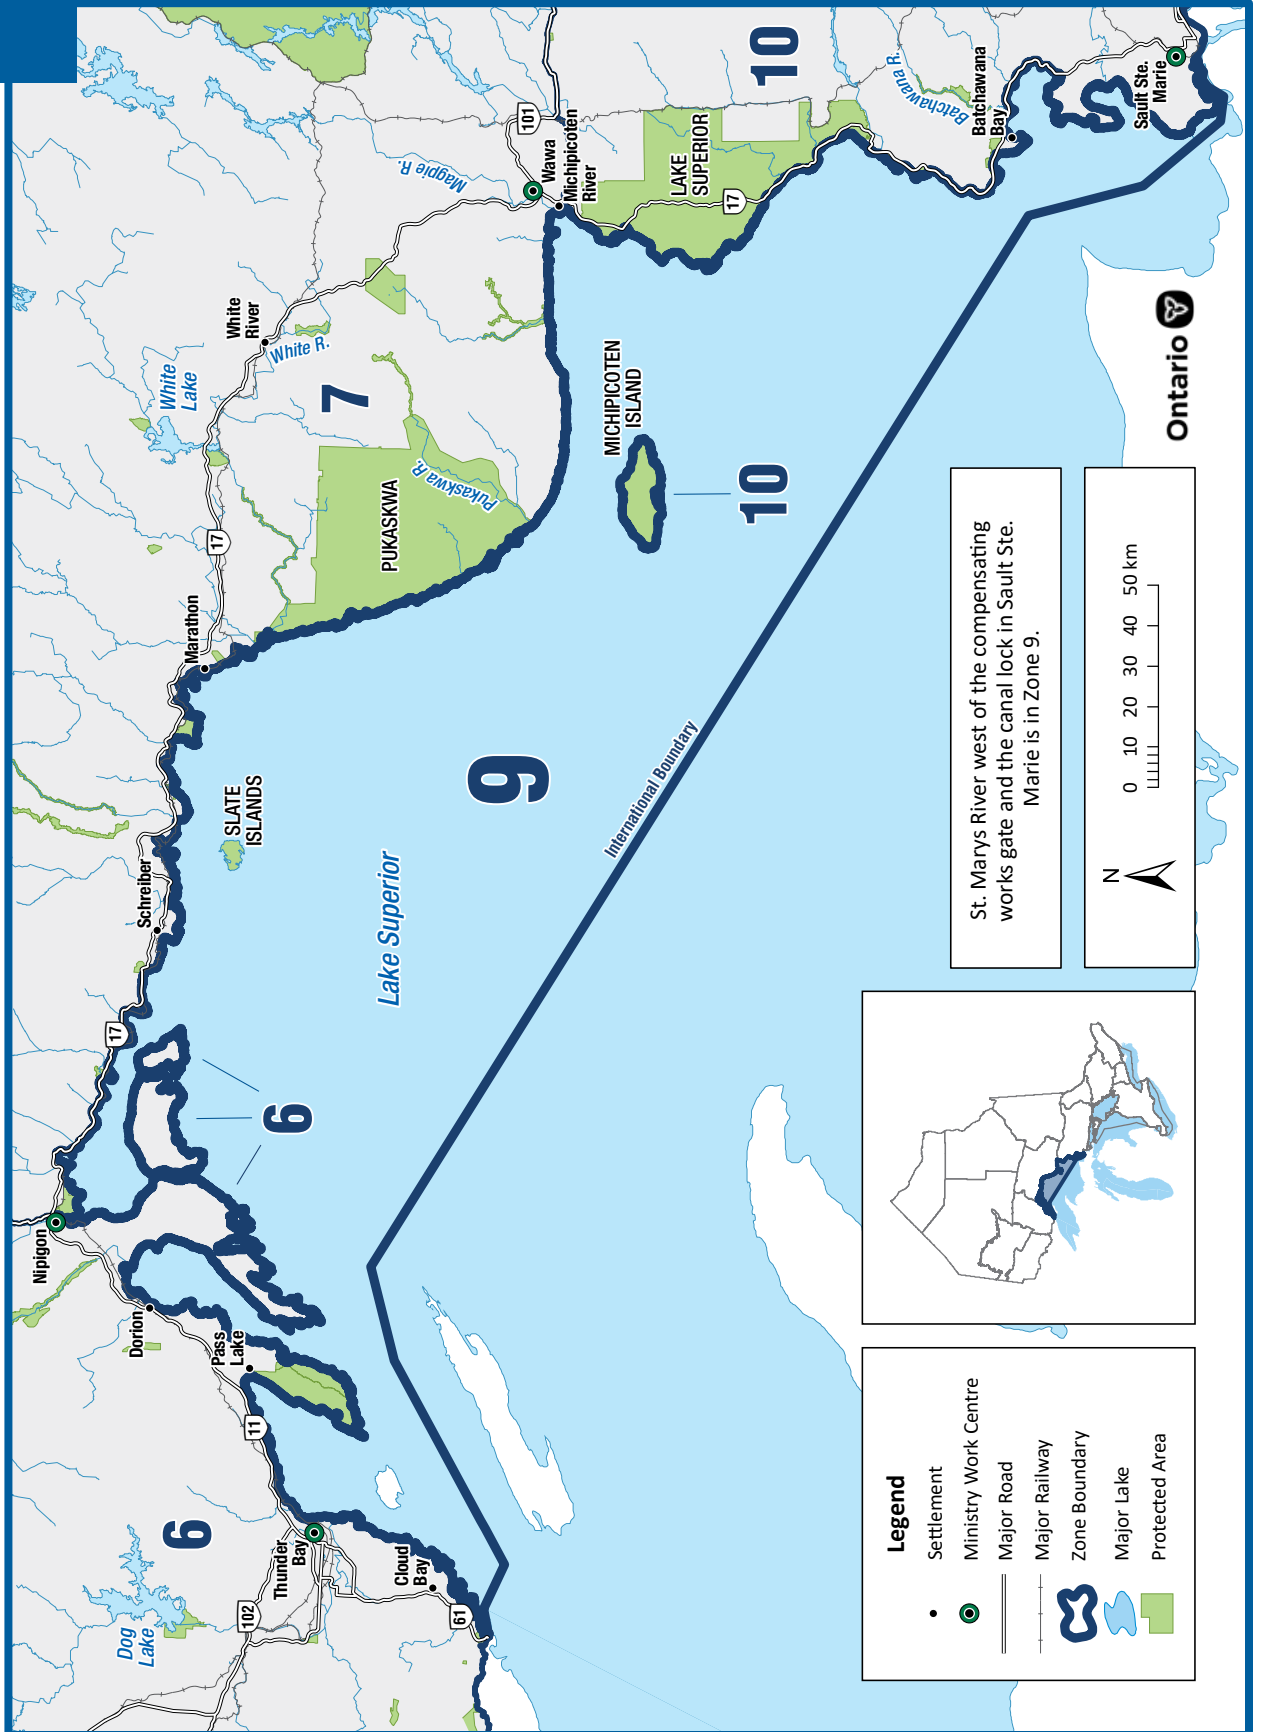 6
Dog
Lake
102
Thunder
Bay
Cloud
Bay
61
11
Pass
Lake
Dorion
Nipigon
17
6
Schreiber
SLATE
ISLANDS
Marathon
17
White
Lake
White
River
White R.
7
PUKASKWA
Pukaskwa R.
Magpie R.
101
Wawa
Michipicoten
River
MICHIPICOTEN
ISLAND
10
LAKE
SUPERIOR
17
10
Batchawana R.
Batchawana
Bay
Sault Ste.
Marie
Lake Superior
9
International Boundary
Legend
Settlement
Ministry Work Centre
Major Road
Major Railway
Zone Boundary
Major Lake
Protected Area
St. Marys River west of the compensating
works gate and the canal lock in Sault Ste.
Marie is in Zone 9.
N
0 10 20 30 40 50 km
Ontario